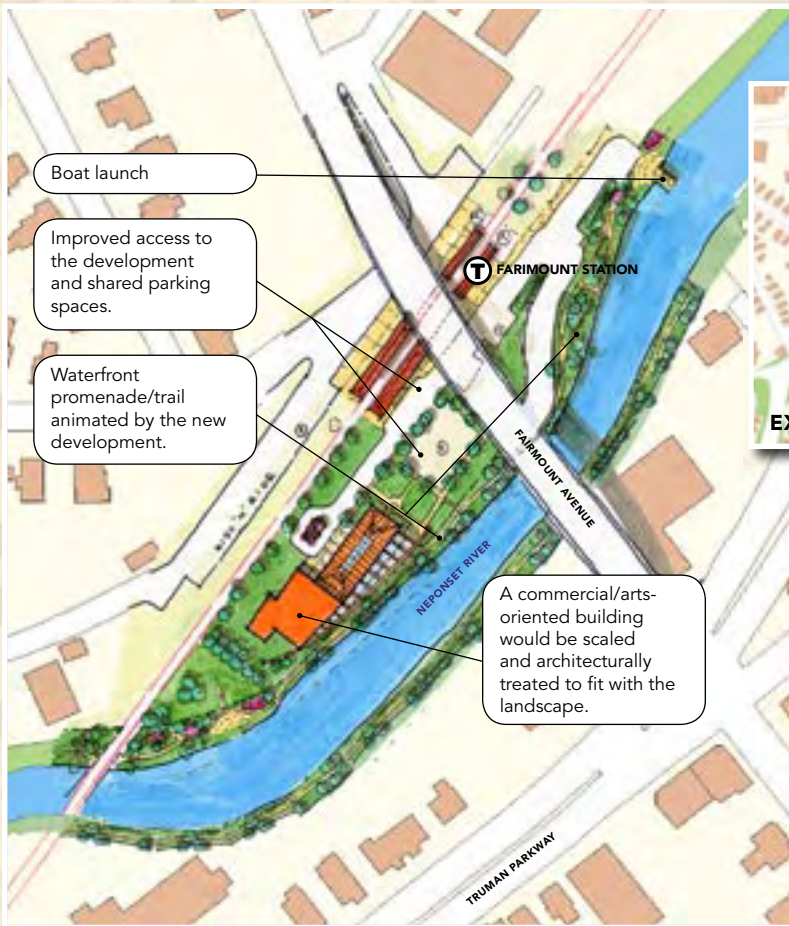 Boat launch
Improved access to
the development
and shared parking
spaces.
Waterfront
promenade/trail
animated by the new
development.
T FARIMOUNT STATION
FAIRMOUNT AVENUE
NEPONSET RIVER
A commercial/arts-
oriented building
would be scaled
and architecturally
treated to fit with the
landscape.
TRUMAN PARKWAY
EX